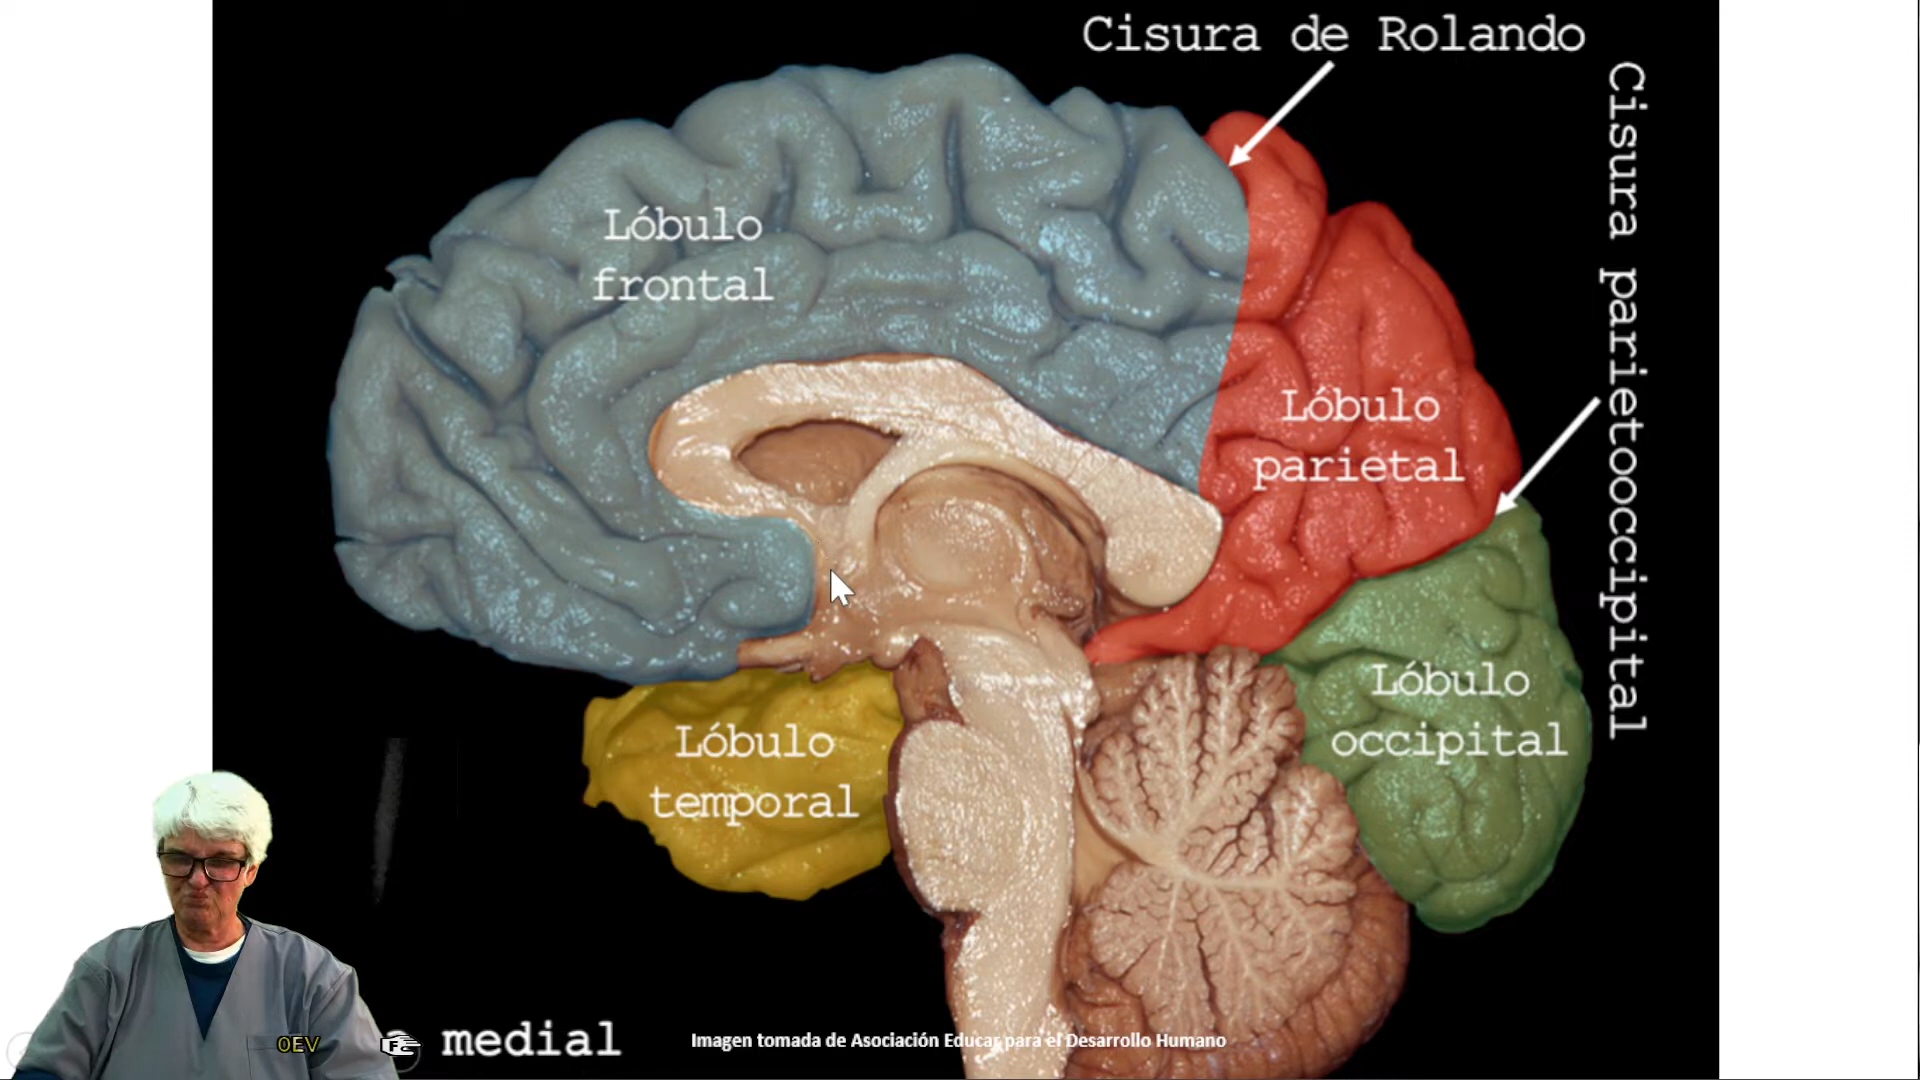 Cisura de Rolando
Cisura parietooccipital
Lóbulo
frontal
Lóbulo
parietal
Lóbulo
occipital
Lóbulo
temporal
OEV
medial
Imagen tomada de Asociación Educar para el Desarrollo Humano